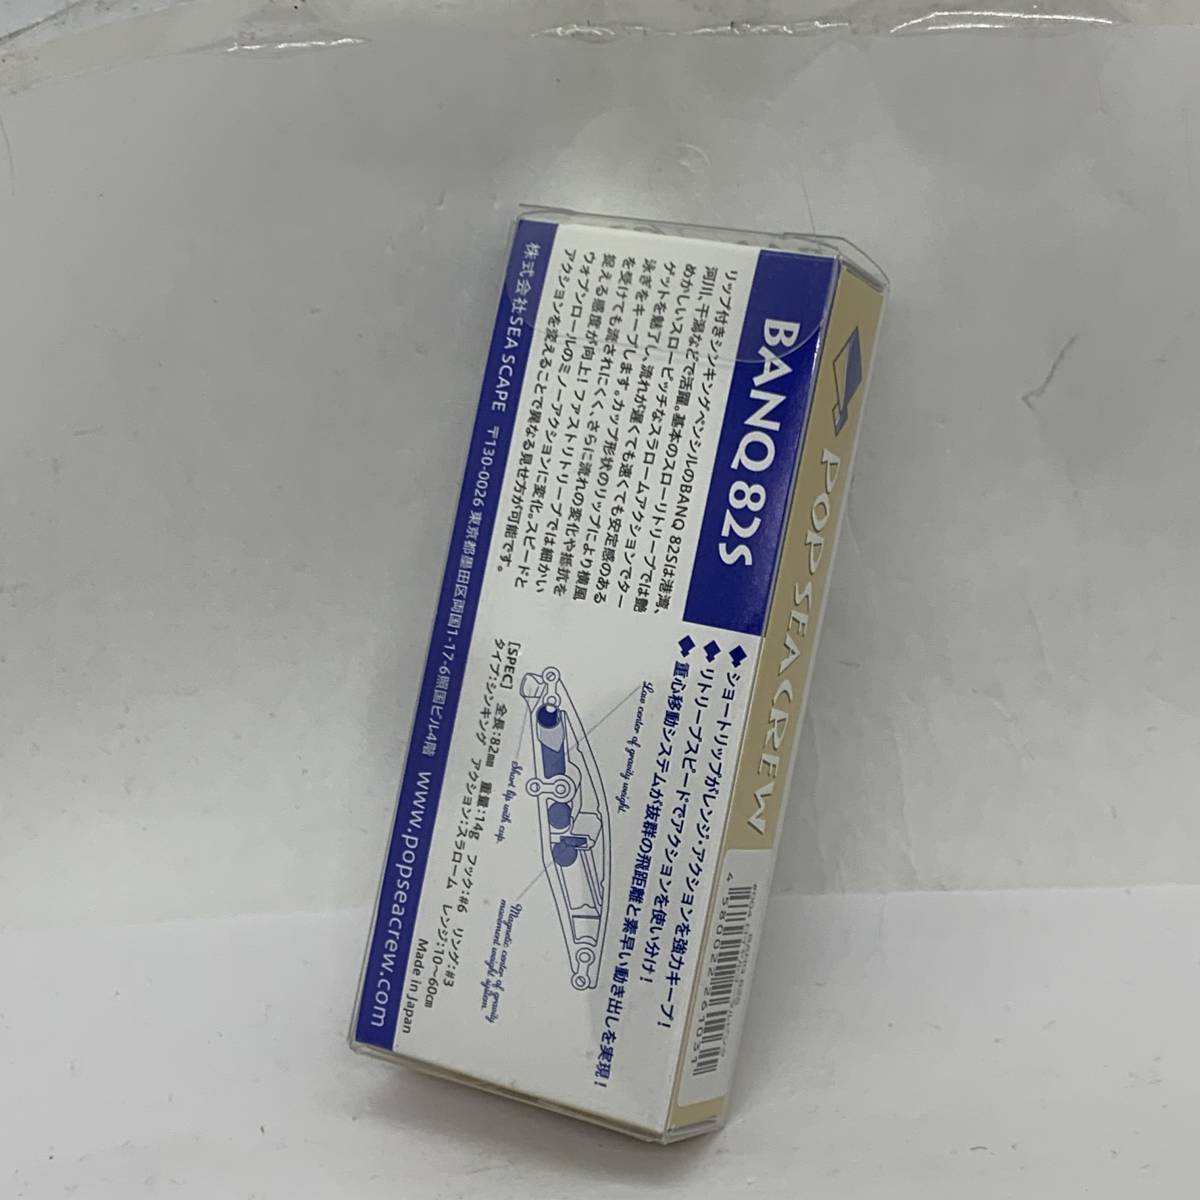 POPSEACREW
BANQ 82S
リップ付きシンキングペンシルのBANQ 82Sは港湾、
河川、干潟などで活躍。基本のスローリトリーブでは艶
めかしいスローピッチなスラロームアクションでター
ゲットを魅了し、流れが遅くても速くても安定感のある
泳ぎをキープします。カップ形状のリップにより横風
を受けても流されにくく、さらに流れの変化や抵抗を
捉える感度が向上!ファストリトリーブでは細かい
ウォブンロールのミノーアクションに変化。スピードと
アクションを変えることで異なる見せ方が可能です。
◆ショートリップがレンジ・アクションを強力キープ!
◆リトリーブスピードでアクションを使い分け!
◆重心移動システムが抜群の飛距離と素早い動き出しを実現!
Low center of gravity weight.
Short lip with cup.
Magnetic center of gravity
movement weight system.
[SPEC] 全長:82mm 重量:14g フック:#6 リング:#3
タイプ:シンキング アクション:スラローム レンジ:10~60cm
Made in Japan
株式会社SEA SCAPE 〒130-0026 東京都墨田区両国1-17-6照国ビル4階 www.popseacrew.com
4 580022 261031